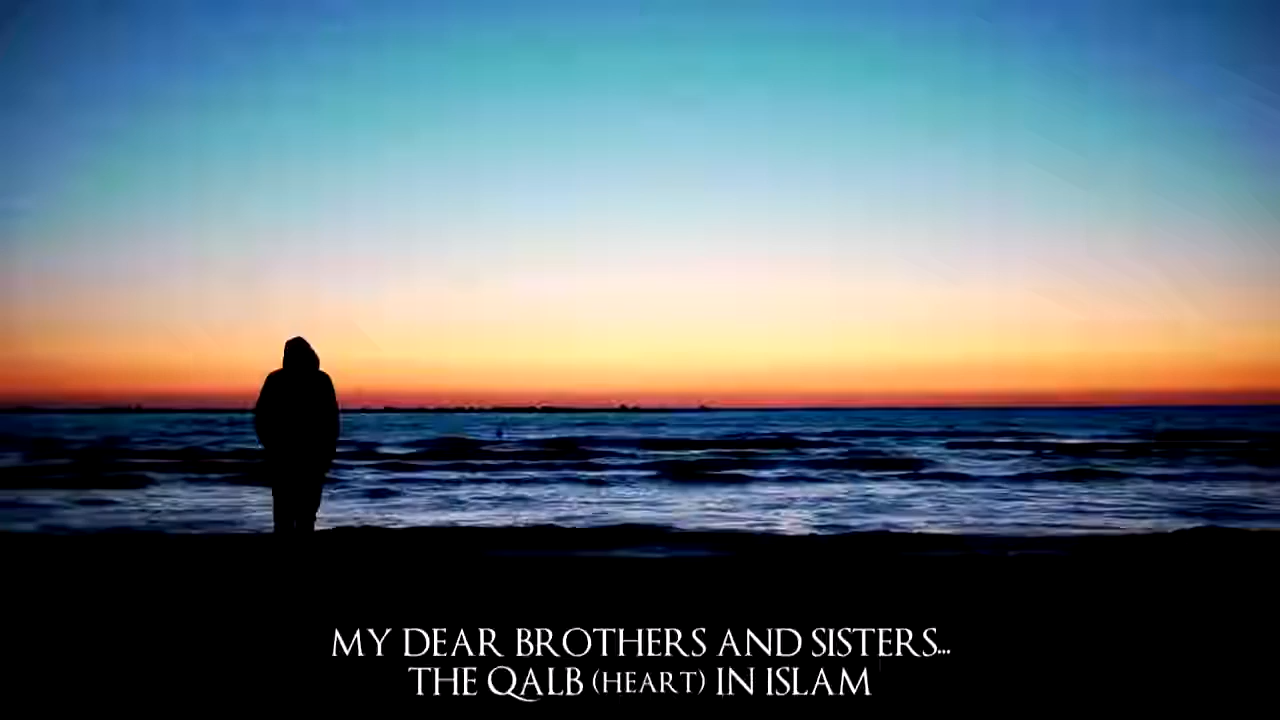 MY DEAR BROTHERS AND SISTERS...
THE QALB (HEART) IN ISLAM